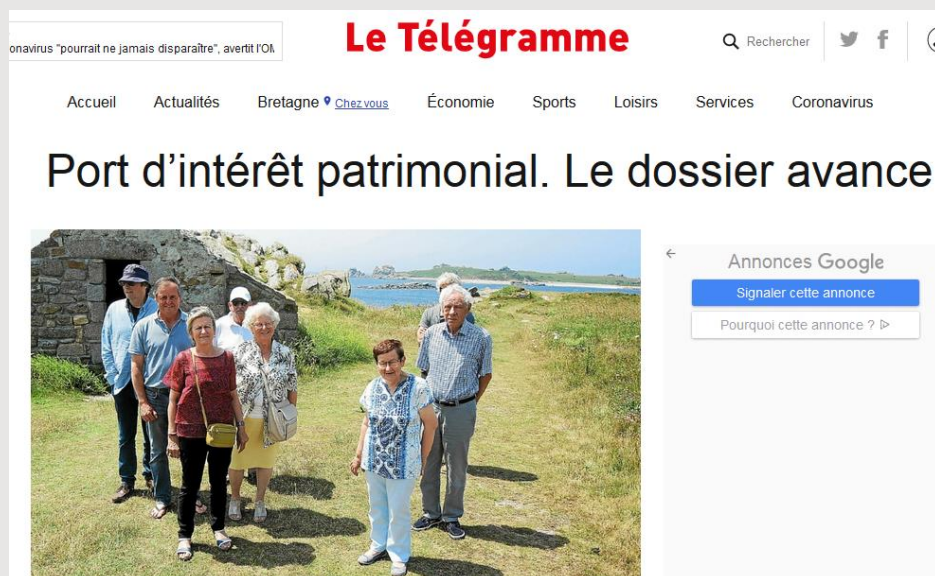 onavirus "pourrait ne jamais disparaître", avertit l'OM
Le Télégramme
Rechercher
Accueil Actualités Bretagne Chez vous Économie Sports Loisirs Services Coronavirus
Port d'intérêt patrimonial. Le dossier avance
Annonces Google
Signaler cette annonce
Pourquoi cette annonce ?